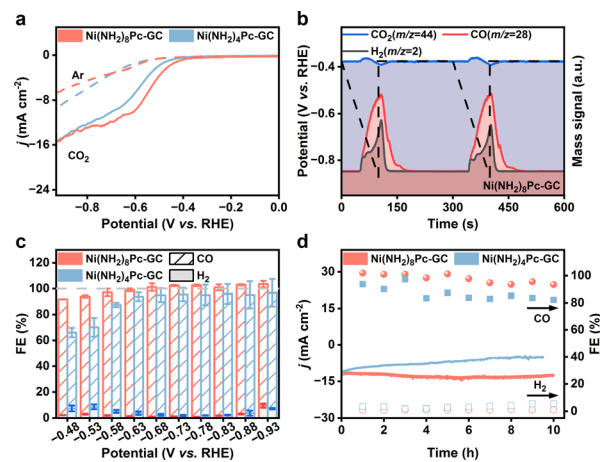 a
Ni(NH₂)₈Pc-GC Ni(NH₂)₄Pc-GC
0
-8
-16
-24
j (mA cm⁻²)
Ar
CO₂
-0.8 -0.6 -0.4 -0.2 0.0
Potential (V vs. RHE)
b
CO₂(m/z=44) CO(m/z=28)
H₂(m/z=2)
-0.4
-0.6
-0.8
Potential (V vs. RHE)
Mass signal (a.u.)
Ni(NH₂)₈Pc-GC
0 150 300 450 600
Time (s)
c
Ni(NH₂)₈Pc-GC CO
Ni(NH₂)₄Pc-GC H₂
120
100
80
60
40
20
0
FE (%)
-0.48 -0.53 -0.58 -0.63 -0.68 -0.73 -0.78 -0.83 -0.88 -0.93
Potential (V vs. RHE)
d
Ni(NH₂)₈Pc-GC Ni(NH₂)₄Pc-GC
30
15
0
-15
-30
j (mA cm⁻²)
CO
H₂
100
80
60
40
20
0
FE (%)
0 2 4 6 8 10
Time (h)